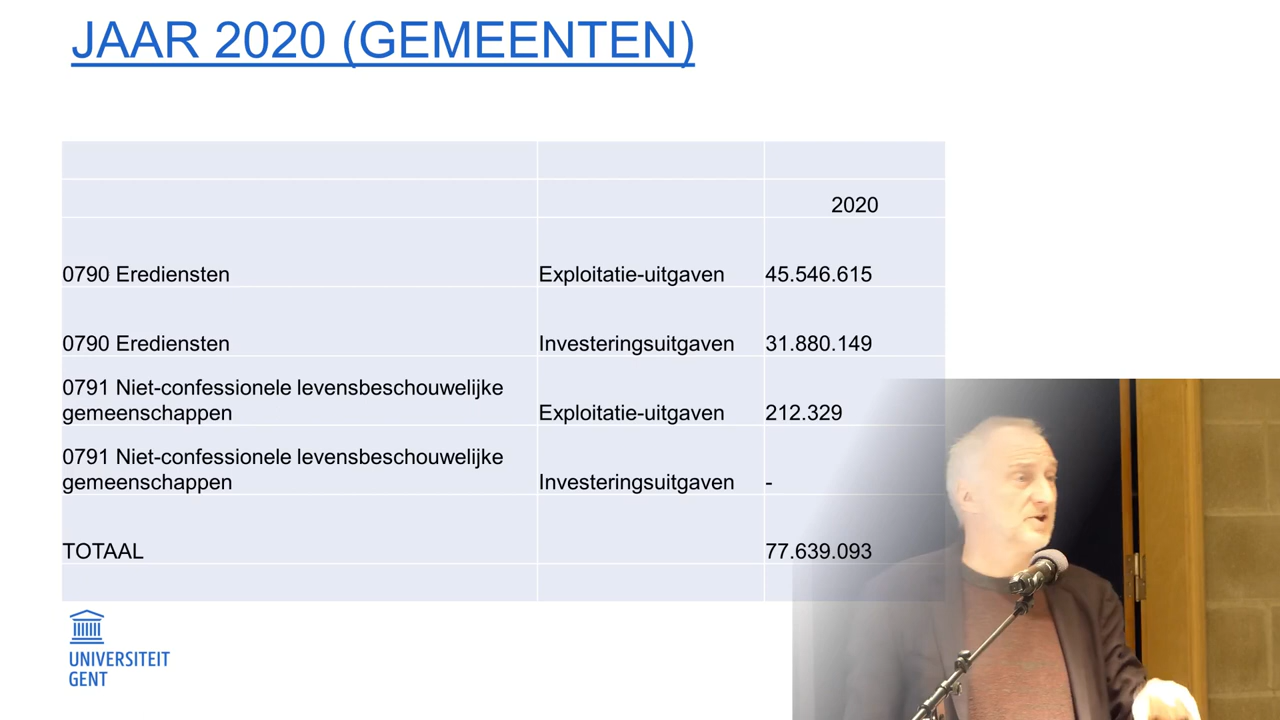 JAAR 2020 (GEMEENTEN)
2020
0790 Erediensten Exploitatie-uitgaven 45.546.615
0790 Erediensten Investeringsuitgaven 31.880.149
0791 Niet-confessionele levensbeschouwelijke
gemeenschappen Exploitatie-uitgaven 212.329
0791 Niet-confessionele levensbeschouwelijke
gemeenschappen Investeringsuitgaven -
TOTAAL 77.639.093
UNIVERSITEIT
GENT